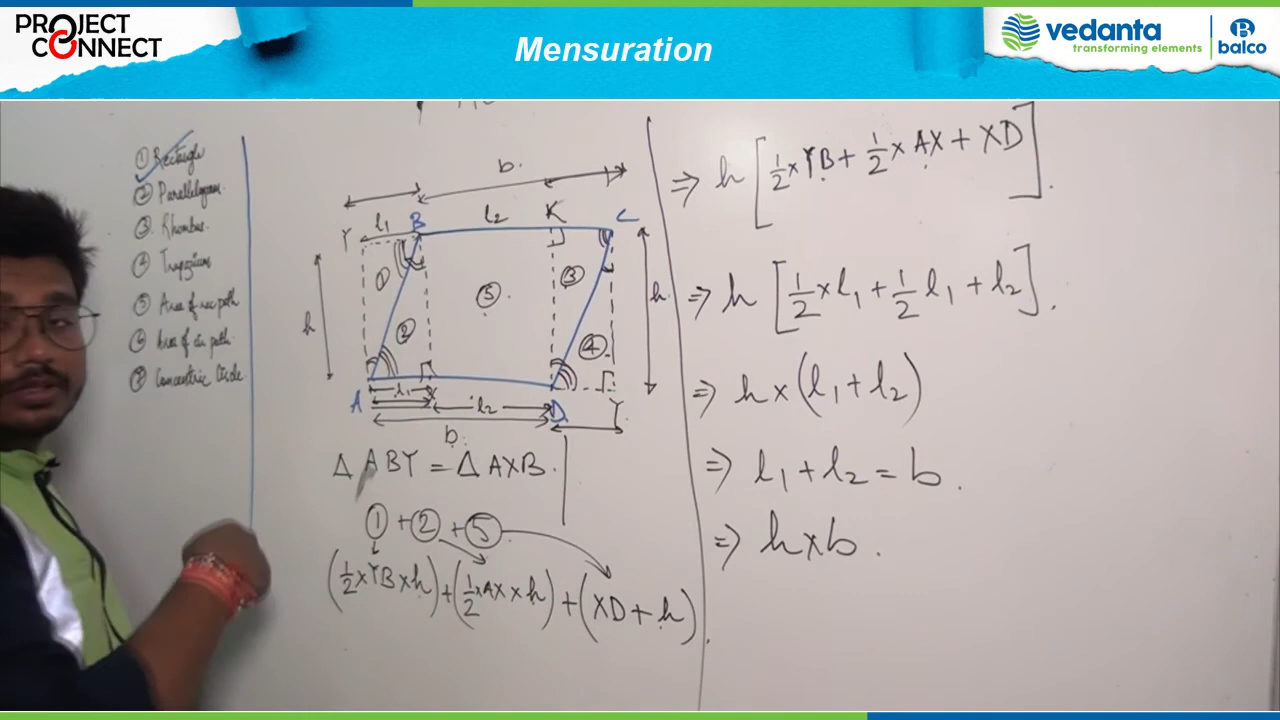 PROJECT
CONNECT
Mensuration
vedanta
transforming elements
balco
① Rectangle
② Parallelogram.
③ Rhombus
④ Trapezium
⑤ Area of rec path
⑥ Area of cir path.
⑦ Concentric Circle
b.
Y l₁ B l₂ K C
① ③
⑤
h h
② ④
A l₁ X l₂ D Y
b.
△ ABY = △ AXB.
① + ② + ⑤
(½ × YB × h) + (½ × AX × h) + (XD + h).
⇒ h [½ × YB + ½ × AX + XD].
⇒ h [½ × l₁ + ½ l₁ + l₂].
⇒ h × (l₁ + l₂)
⇒ l₁ + l₂ = b.
⇒ h × b.